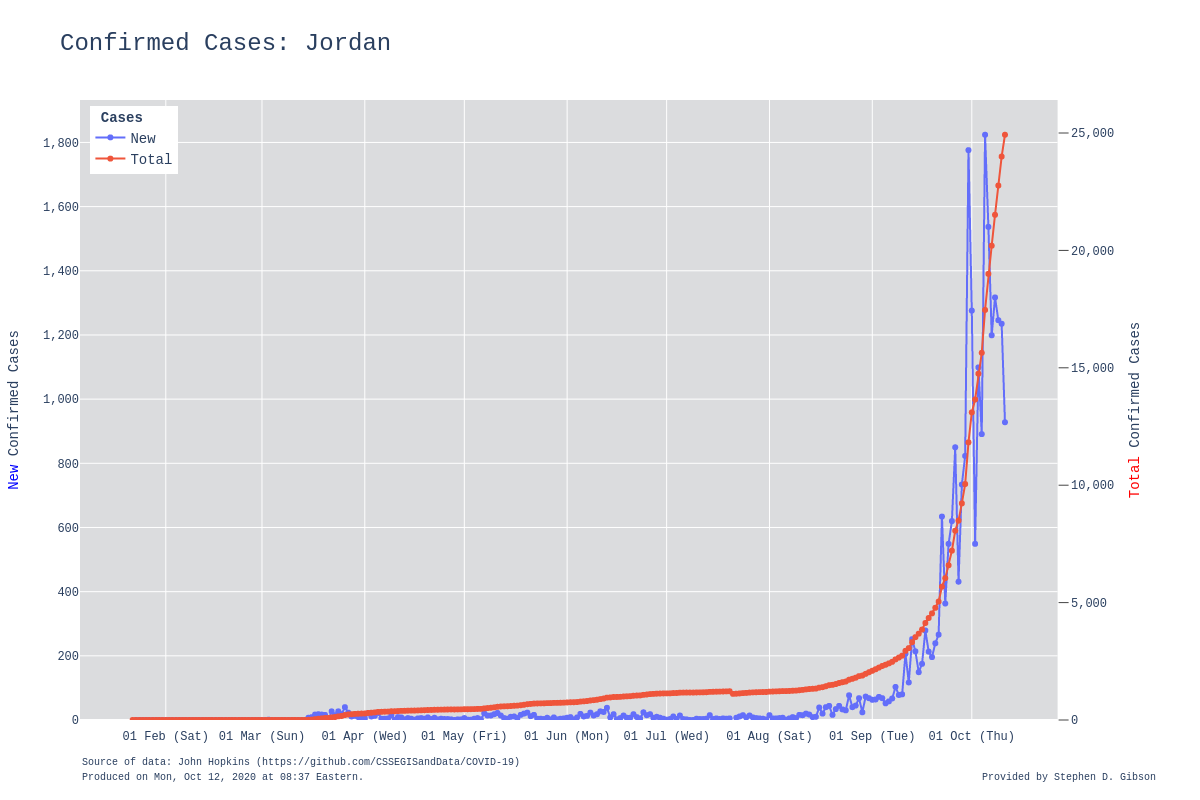 Confirmed Cases: Jordan
Cases
New
Total
1,800
1,600
1,400
1,200
1,000
800
600
400
200
0
25,000
20,000
15,000
10,000
5,000
0
New Confirmed Cases
Total Confirmed Cases
01 Feb (Sat) 01 Mar (Sun) 01 Apr (Wed) 01 May (Fri) 01 Jun (Mon) 01 Jul (Wed) 01 Aug (Sat) 01 Sep (Tue) 01 Oct (Thu)
Source of data: John Hopkins (https://github.com/CSSEGISandData/COVID-19)
Produced on Mon, Oct 12, 2020 at 08:37 Eastern.
Provided by Stephen D. Gibson